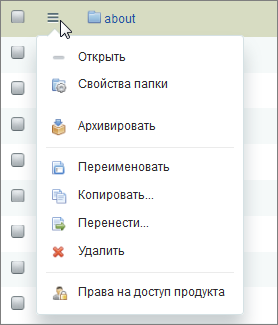 about
Открыть
Свойства папки
Архивировать
Переименовать
Копировать...
Перенести...
Удалить
Права на доступ продукта